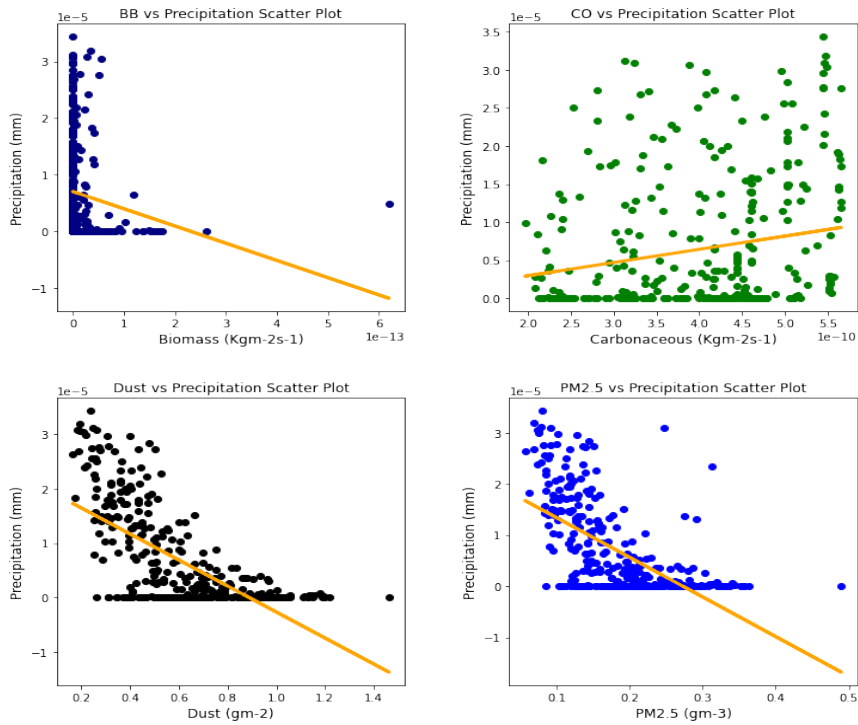 BB vs Precipitation Scatter Plot
1e−5
Precipitation (mm)
3
2
1
0
−1
0 1 2 3 4 5 6
1e−13
Biomass (Kgm-2s-1)
CO vs Precipitation Scatter Plot
1e−5
Precipitation (mm)
3.5
3.0
2.5
2.0
1.5
1.0
0.5
0.0
2.0 2.5 3.0 3.5 4.0 4.5 5.0 5.5
1e−10
Carbonaceous (Kgm-2s-1)
Dust vs Precipitation Scatter Plot
1e−5
Precipitation (mm)
3
2
1
0
−1
0.2 0.4 0.6 0.8 1.0 1.2 1.4
Dust (gm-2)
PM2.5 vs Precipitation Scatter Plot
1e−5
Precipitation (mm)
3
2
1
0
−1
0.1 0.2 0.3 0.4 0.5
PM2.5 (gm-3)